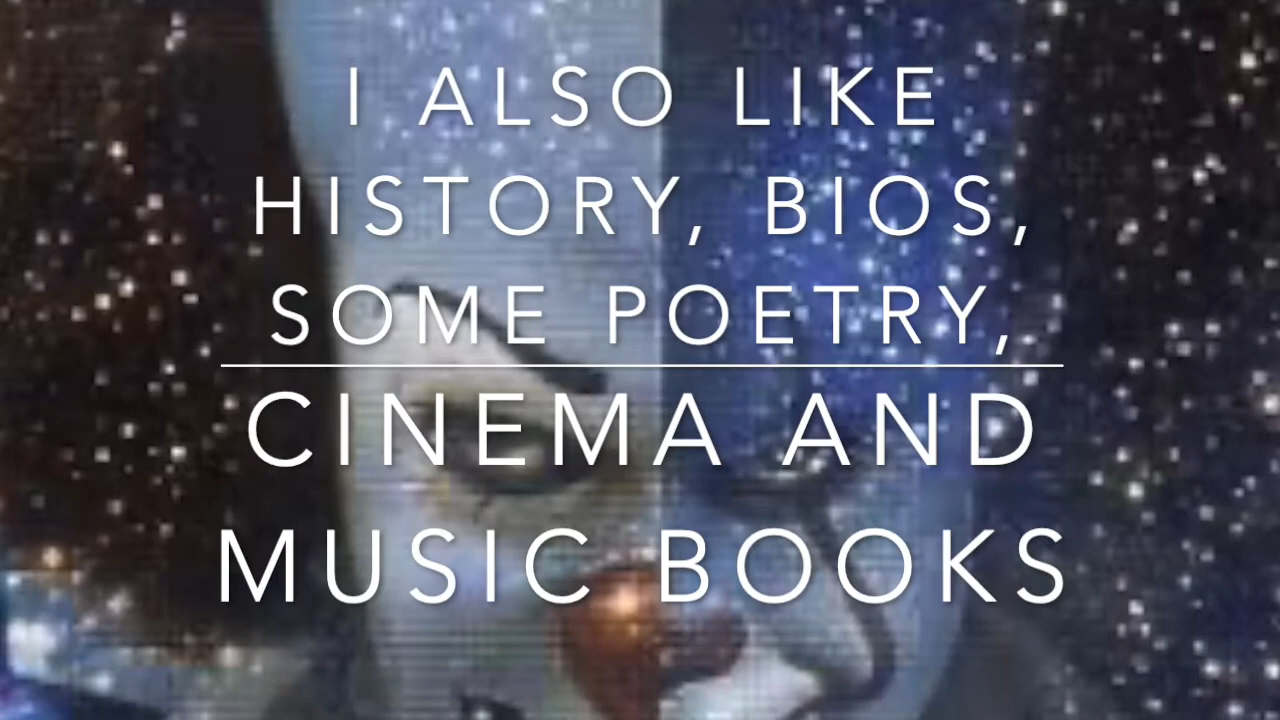 I ALSO LIKE
HISTORY, BIOS,
SOME POETRY,
CINEMA AND
MUSIC BOOKS